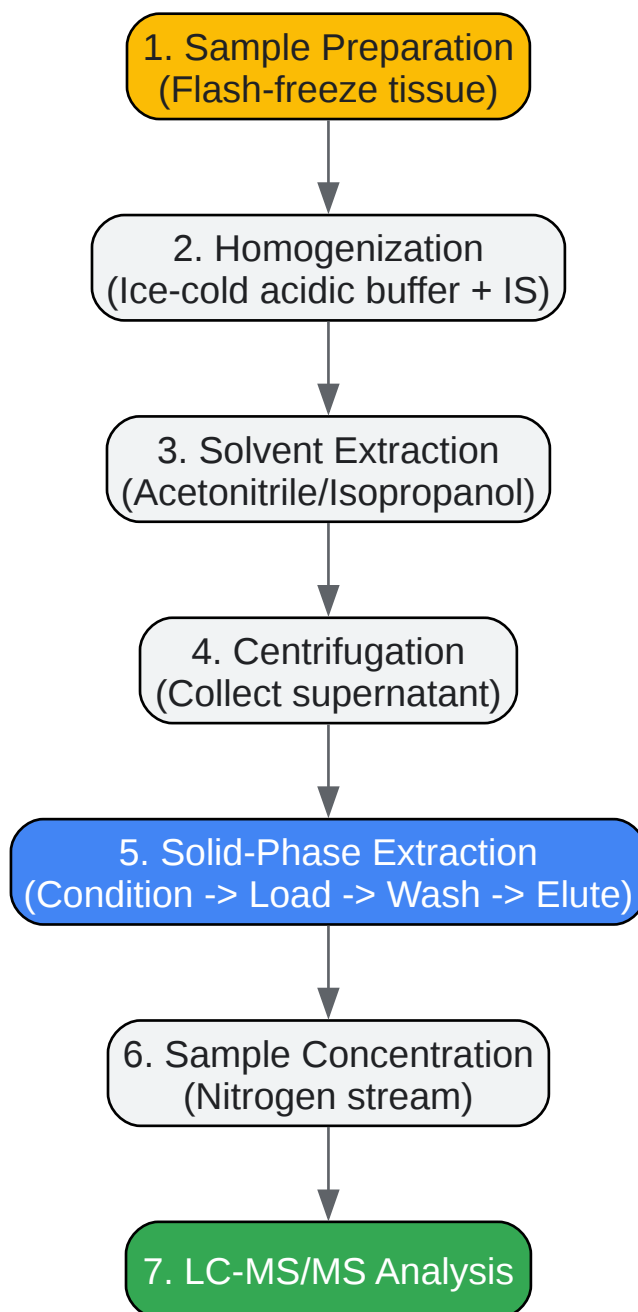 1. Sample Preparation
(Flash-freeze tissue)
2. Homogenization
(Ice-cold acidic buffer + IS)
3. Solvent Extraction
(Acetonitrile/Isopropanol)
4. Centrifugation
(Collect supernatant)
5. Solid-Phase Extraction
(Condition -> Load -> Wash -> Elute)
6. Sample Concentration
(Nitrogen stream)
7. LC-MS/MS Analysis